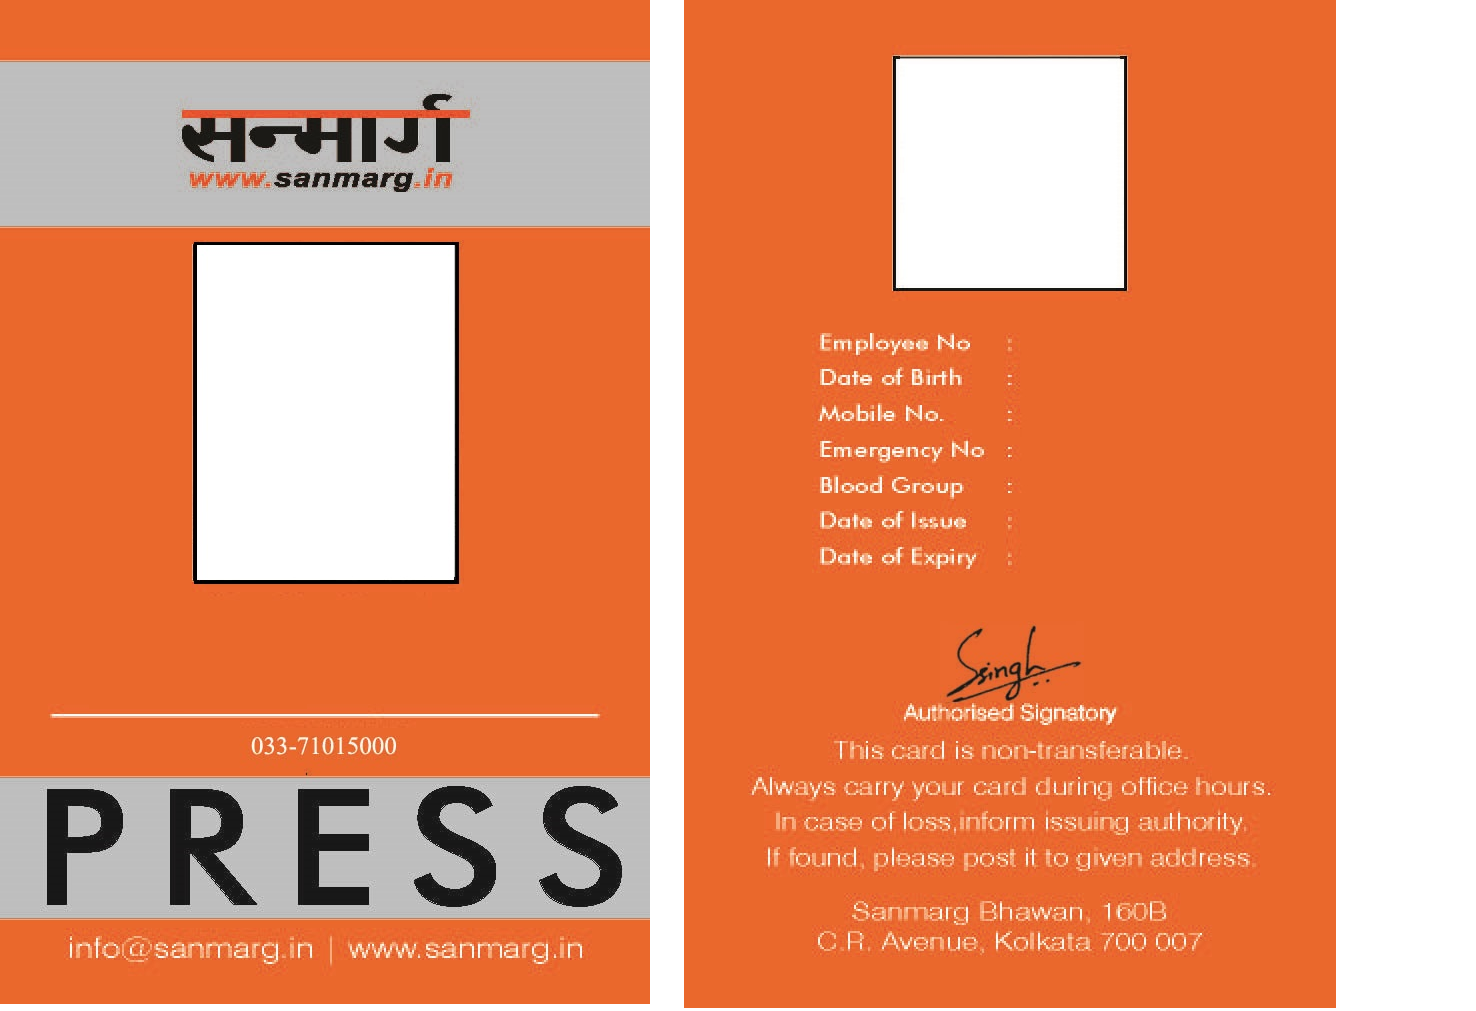 सन्मार्ग
www.sanmarg.in
033-71015000
PRESS
info@sanmarg.in | www.sanmarg.in
Employee No :
Date of Birth :
Mobile No. :
Emergency No :
Blood Group :
Date of Issue :
Date of Expiry :
Ssingh
Authorised Signatory
This card is non-transferable.
Always carry your card during office hours.
In case of loss,inform issuing authority.
If found, please post it to given address.
Sanmarg Bhawan, 160B
C.R. Avenue, Kolkata 700 007